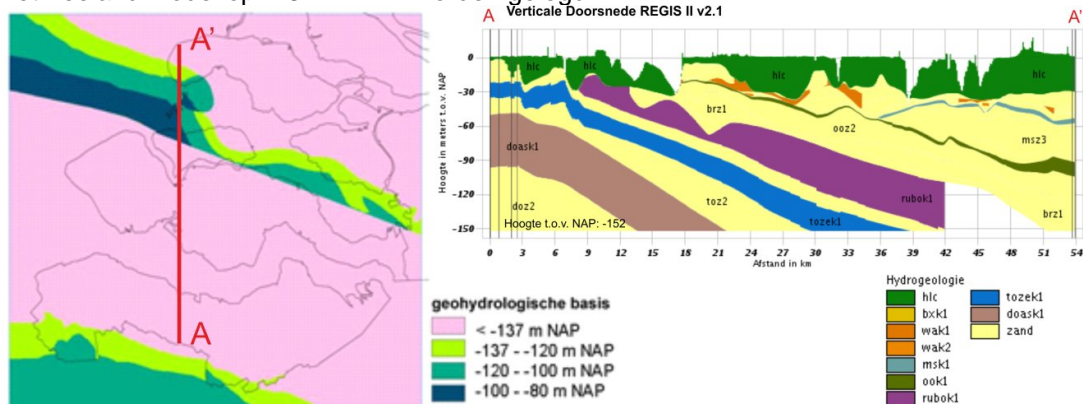 A A'
Verticale Doorsnede REGIS II v2.1
A'
A
Hoogte in meters t.o.v. NAP
0
-30
-60
-90
-120
-150
hlc
hlc
hlc
hlc
brz1
ooz2
msz3
doask1
rubok1
toz2
doz2
tozek1
brz1
Hoogte t.o.v. NAP: -152
0 3 6 9 12 15 18 21 24 27 30 33 36 39 42 45 48 51 54
Afstand in km
geohydrologische basis
< -137 m NAP
-137 - -120 m NAP
-120 - -100 m NAP
-100 - -80 m NAP
Hydrogeologie
hlc
bxk1
wak1
wak2
msk1
ook1
rubok1
tozek1
doask1
zand